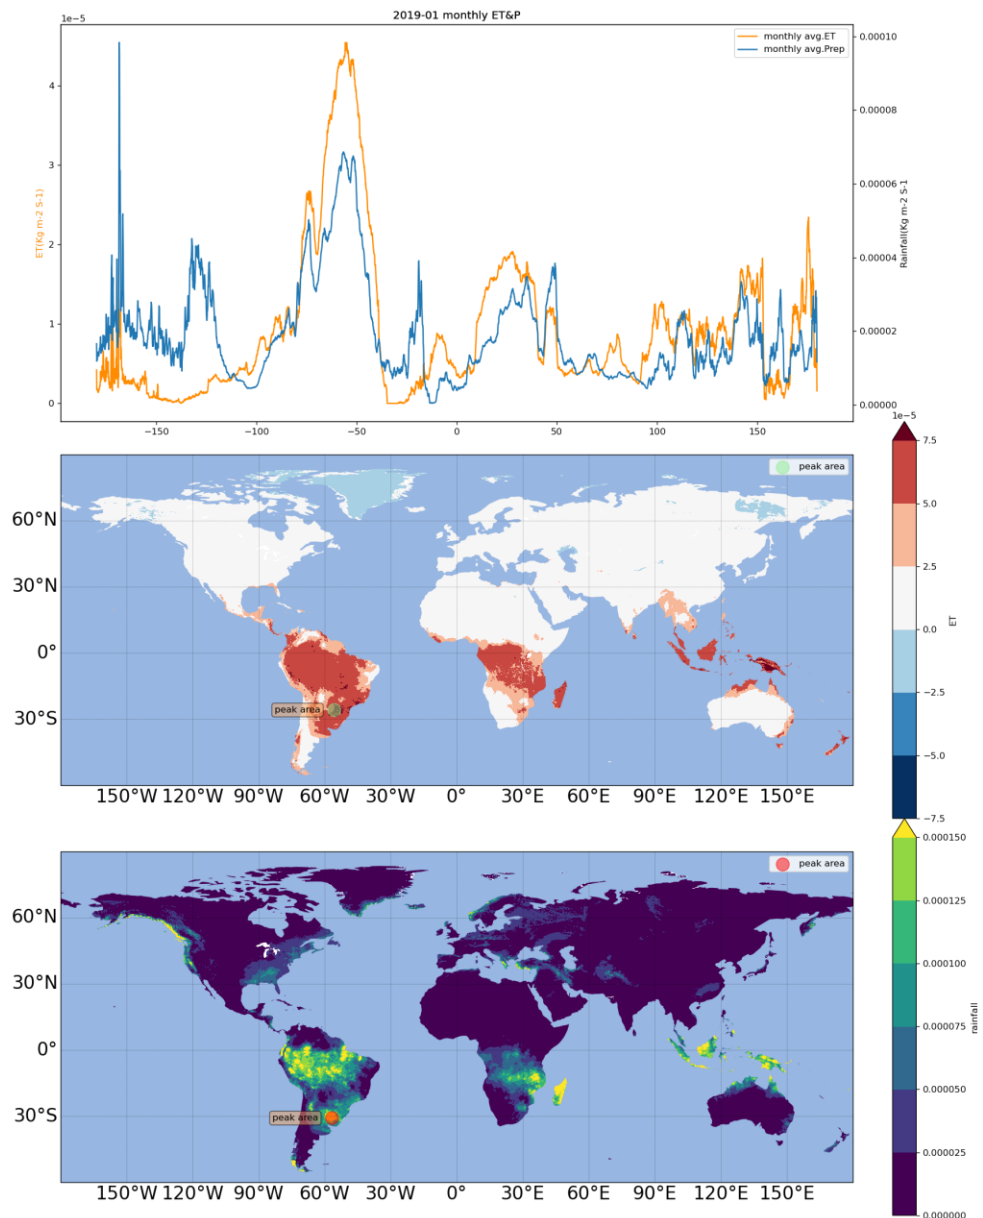 2019-01 monthly ET&P
1e−5
monthly avg.ET
monthly avg.Prep
0.00010
0.00008
0.00006
0.00004
0.00002
0.00000
4
3
2
1
0
ET(Kg m-2 S-1)
Rainfall(Kg m-2 S-1
−150 −100 −50 0 50 100 150
1e−5
peak area
60°N
30°N
0°
30°S
peak area
150°W 120°W 90°W 60°W 30°W 0° 30°E 60°E 90°E 120°E 150°E
7.5
5.0
2.5
0.0
−2.5
−5.0
−7.5
ET
peak area
60°N
30°N
0°
30°S
peak area
150°W 120°W 90°W 60°W 30°W 0° 30°E 60°E 90°E 120°E 150°E
0.000150
0.000125
0.000100
0.000075
0.000050
0.000025
0.000000
rainfall